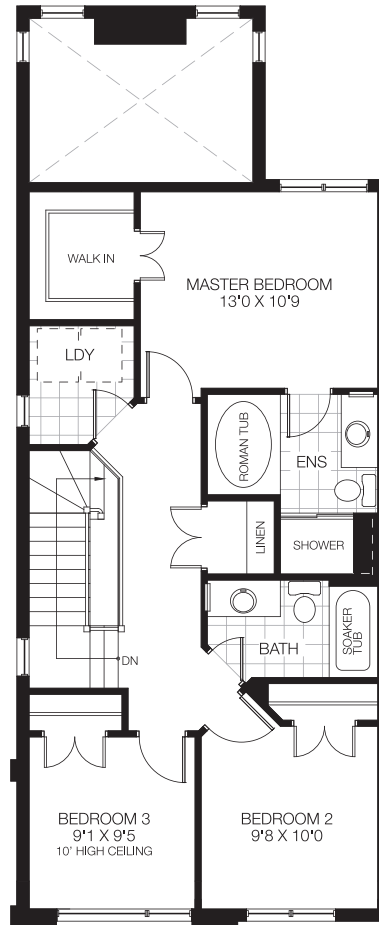 WALK IN
MASTER BEDROOM
13'0 X 10'9
LDY
ROMAN TUB
ENS
LINEN
SHOWER
BATH
SOAKER
TUB
DN
BEDROOM 3
9'1 X 9'5
10' HIGH CEILING
BEDROOM 2
9'8 X 10'0